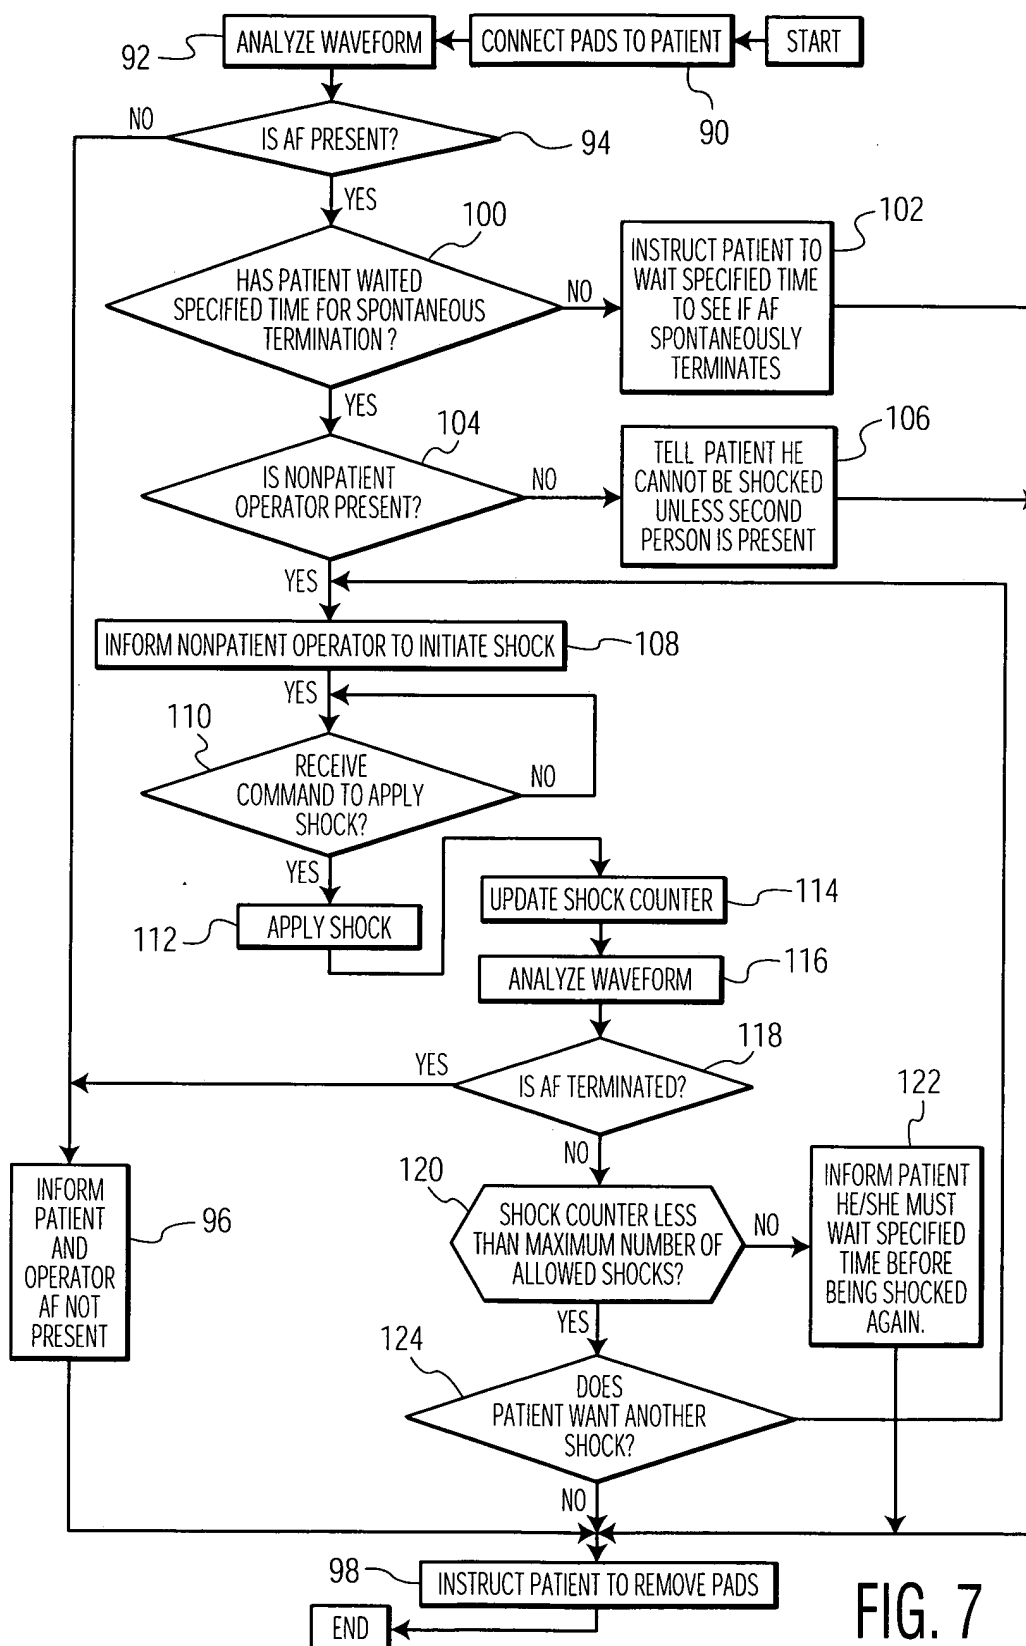 START
CONNECT PADS TO PATIENT
90
ANALYZE WAVEFORM
92
IS AF PRESENT?
94
NO
YES
100
HAS PATIENT WAITED
SPECIFIED TIME FOR SPONTANEOUS
TERMINATION ?
NO
102
INSTRUCT PATIENT TO
WAIT SPECIFIED TIME
TO SEE IF AF
SPONTANEOUSLY
TERMINATES
YES
104
IS NONPATIENT
OPERATOR PRESENT?
NO
106
TELL PATIENT HE
CANNOT BE SHOCKED
UNLESS SECOND
PERSON IS PRESENT
YES
INFORM NONPATIENT OPERATOR TO INITIATE SHOCK
108
YES
110
RECEIVE
COMMAND TO APPLY
SHOCK?
NO
YES
112
APPLY SHOCK
UPDATE SHOCK COUNTER
114
ANALYZE WAVEFORM
116
118
IS AF TERMINATED?
YES
NO
120
SHOCK COUNTER LESS
THAN MAXIMUM NUMBER OF
ALLOWED SHOCKS?
NO
122
INFORM PATIENT
HE/SHE MUST
WAIT SPECIFIED
TIME BEFORE
BEING SHOCKED
AGAIN.
INFORM
PATIENT
AND
OPERATOR
AF NOT
PRESENT
96
YES
124
DOES
PATIENT WANT ANOTHER
SHOCK?
NO
98
INSTRUCT PATIENT TO REMOVE PADS
END
FIG. 7